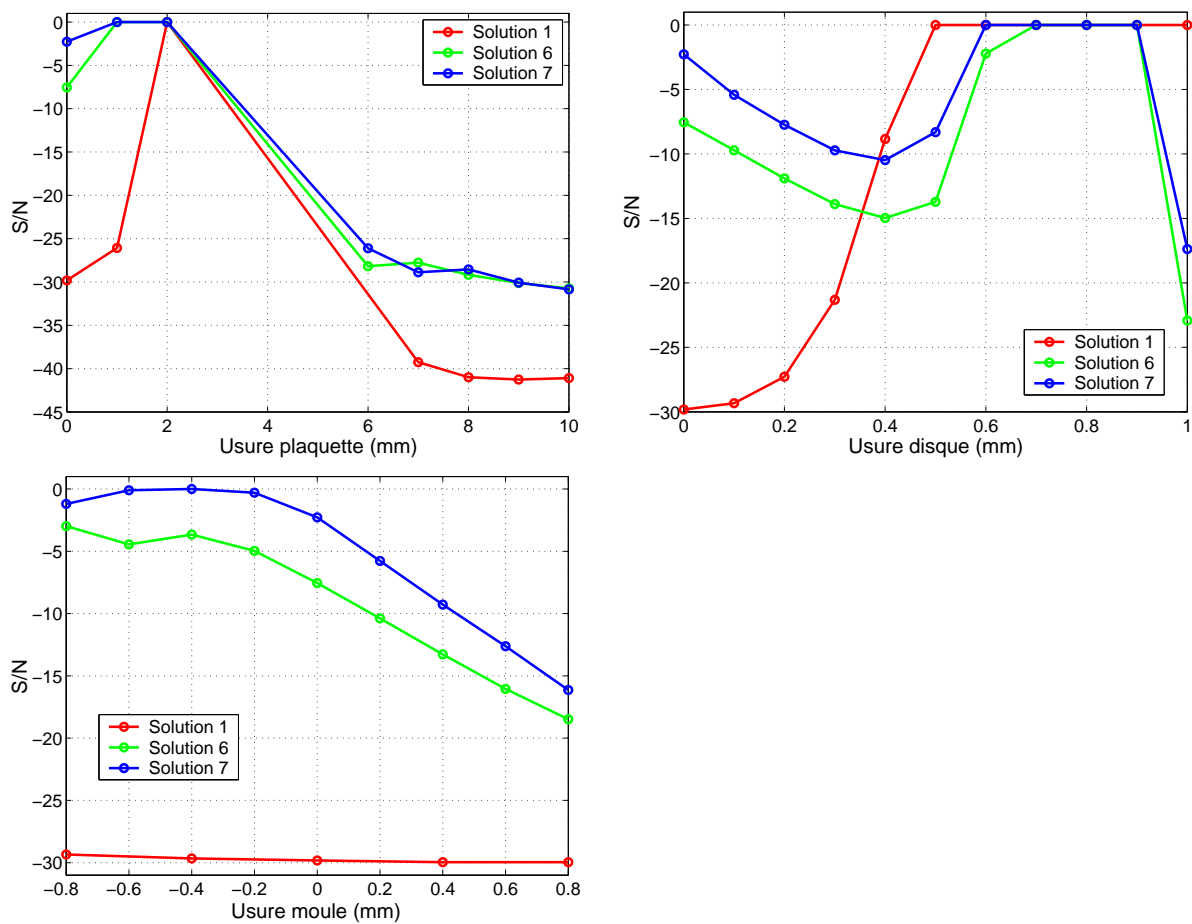 0
−5
−10
−15
−20
−25
−30
−35
−40
−45
S/N
0 2 4 6 8 10
Usure plaquette (mm)
Solution 1
Solution 6
Solution 7
0
−5
−10
−15
−20
−25
−30
S/N
0 0.2 0.4 0.6 0.8 1
Usure disque (mm)
Solution 1
Solution 6
Solution 7
0
−5
−10
−15
−20
−25
−30
S/N
−0.8 −0.6 −0.4 −0.2 0 0.2 0.4 0.6 0.8
Usure moule (mm)
Solution 1
Solution 6
Solution 7